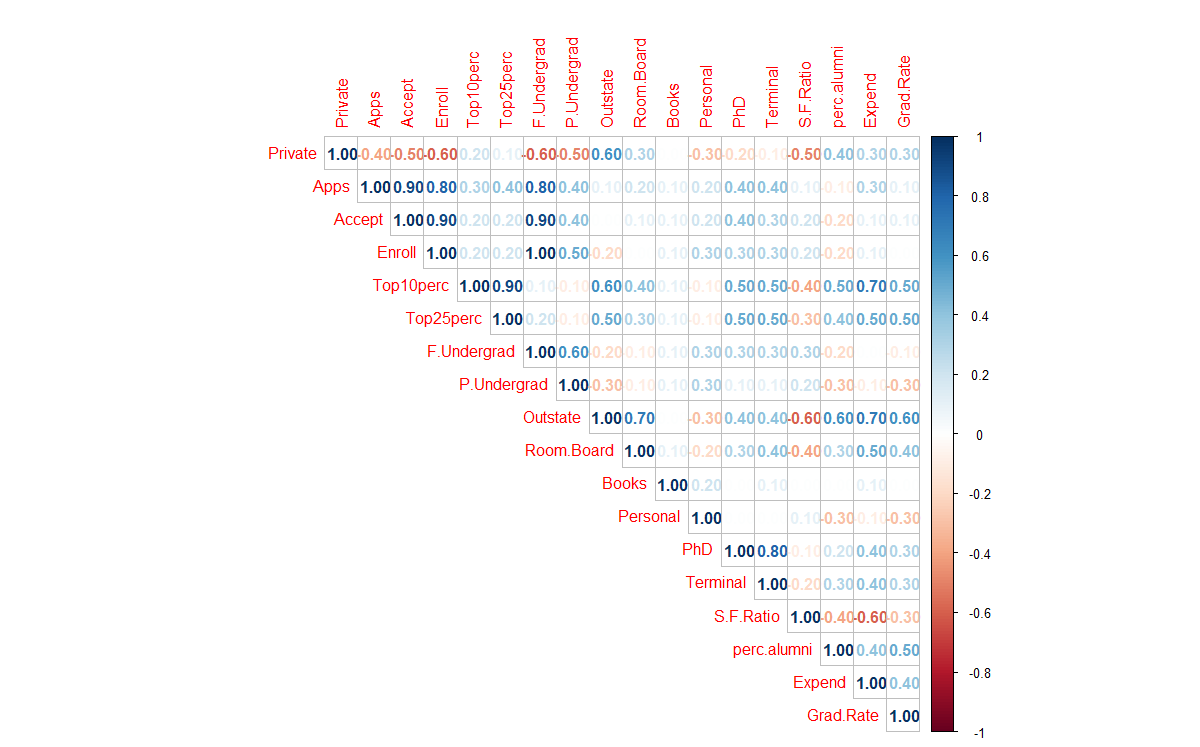 Private Apps Accept Enroll Top10perc Top25perc F.Undergrad P.Undergrad Outstate Room.Board Books Personal PhD Terminal S.F.Ratio perc.alumni Expend Grad.Rate
Private 1.00 -0.40 -0.50 -0.60 0.20 0.10 -0.60 -0.50 0.60 0.30 -0.30 -0.20 -0.10 -0.50 0.40 0.30 0.30
Apps 1.00 0.90 0.80 0.30 0.40 0.80 0.40 0.10 0.20 0.10 0.20 0.40 0.40 0.10 -0.10 0.30 0.10
Accept 1.00 0.90 0.20 0.20 0.90 0.40 0.10 0.10 0.20 0.40 0.30 0.20 -0.20 0.10 0.10
Enroll 1.00 0.20 0.20 1.00 0.50 -0.20 0.10 0.30 0.30 0.30 0.20 -0.20 0.10
Top10perc 1.00 0.90 0.10 -0.10 0.60 0.40 0.10 -0.10 0.50 0.50 -0.40 0.50 0.70 0.50
Top25perc 1.00 0.20 -0.10 0.50 0.30 0.10 -0.10 0.50 0.50 -0.30 0.40 0.50 0.50
F.Undergrad 1.00 0.60 -0.20 -0.10 0.10 0.30 0.30 0.30 0.30 -0.20 -0.10
P.Undergrad 1.00 -0.30 -0.10 0.10 0.30 0.10 0.10 0.20 -0.30 -0.10 -0.30
Outstate 1.00 0.70 -0.30 0.40 0.40 -0.60 0.60 0.70 0.60
Room.Board 1.00 0.10 -0.20 0.30 0.40 -0.40 0.30 0.50 0.40
Books 1.00 0.20 0.10 0.10
Personal 1.00 0.10 -0.30 -0.10 -0.30
PhD 1.00 0.80 -0.10 0.20 0.40 0.30
Terminal 1.00 -0.20 0.30 0.40 0.30
S.F.Ratio 1.00 -0.40 -0.60 -0.30
perc.alumni 1.00 0.40 0.50
Expend 1.00 0.40
Grad.Rate 1.00
1
0.8
0.6
0.4
0.2
0
-0.2
-0.4
-0.6
-0.8
-1